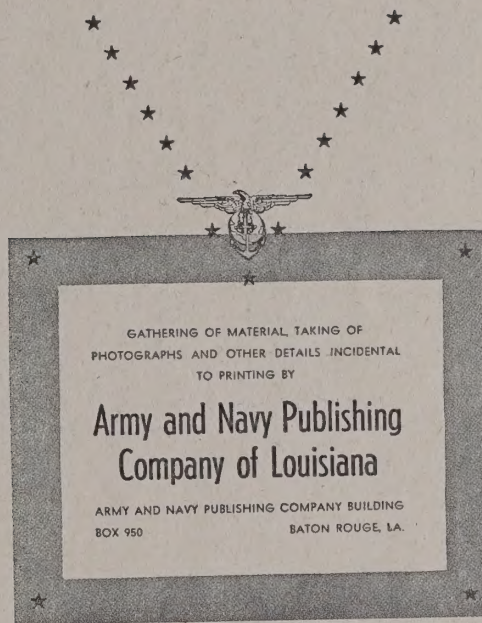 GATHERING OF MATERIAL, TAKING OF
PHOTOGRAPHS AND OTHER DETAILS INCIDENTAL
TO PRINTING BY
Army and Navy Publishing
Company of Louisiana
ARMY AND NAVY PUBLISHING COMPANY BUILDING
BOX 950 BATON ROUGE, LA.